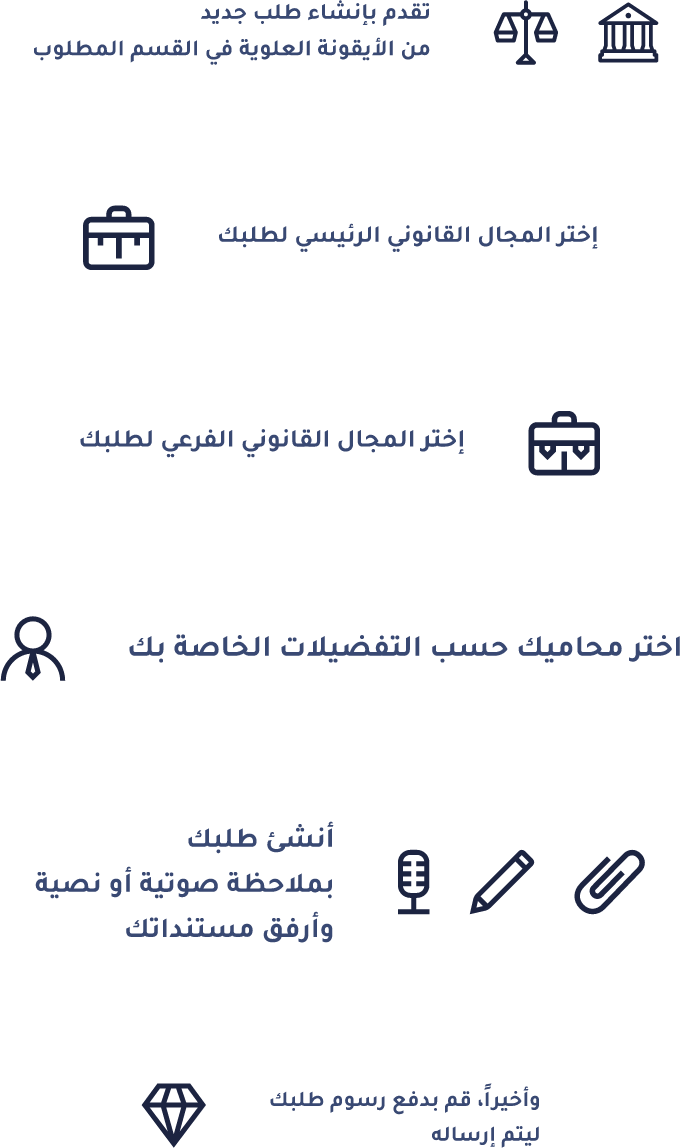 تقدم بإنشاء طلب جديد
من الأيقونة العلوية في القسم المطلوب
إختر المجال القانوني الرئيسي لطلبك
إختر المجال القانوني الفرعي لطلبك
اختر محاميك حسب التفضيلات الخاصة بك
أنشئ طلبك
بملاحظة صوتية أو نصية
وأرفق مستنداتك
وأخيراً، قم بدفع رسوم طلبك
ليتم إرساله